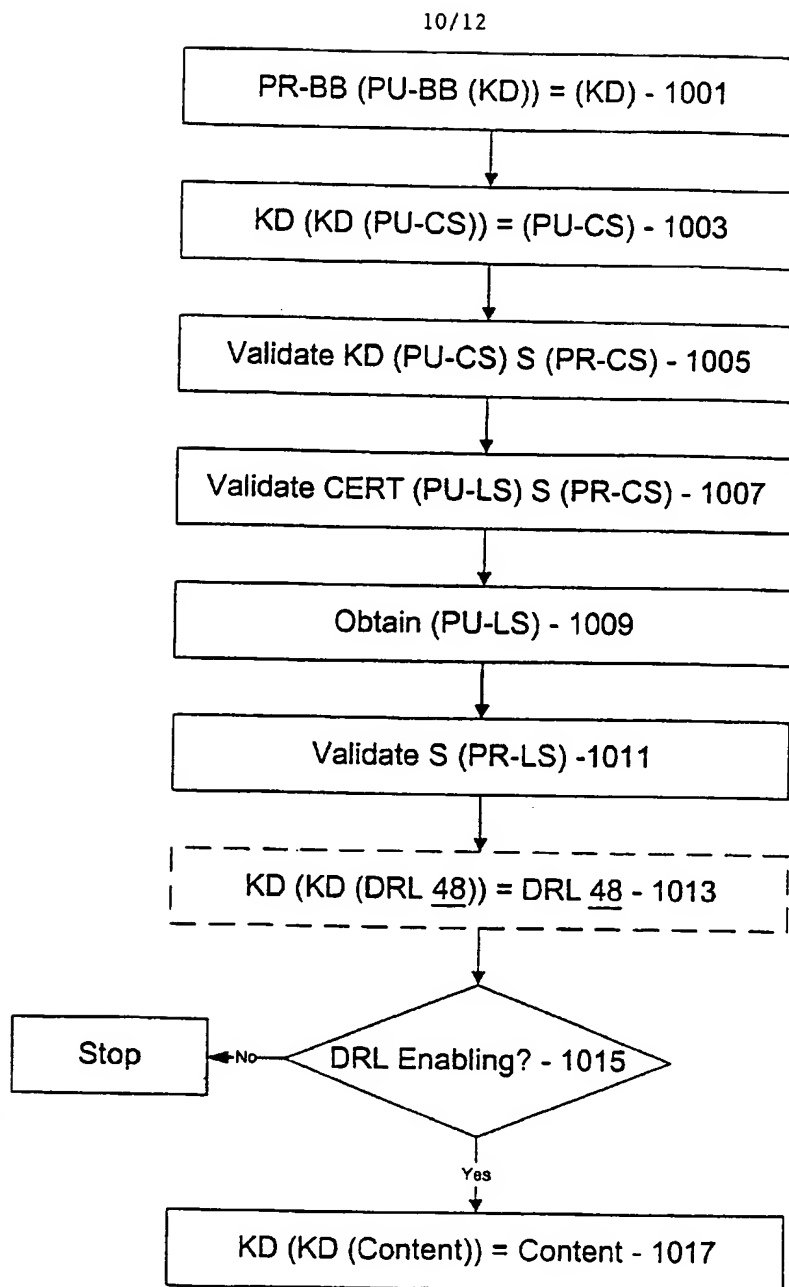 10/12
PR-BB (PU-BB (KD)) = (KD) - 1001
KD (KD (PU-CS)) = (PU-CS) - 1003
Validate KD (PU-CS) S (PR-CS) - 1005
Validate CERT (PU-LS) S (PR-CS) - 1007
Obtain (PU-LS) - 1009
Validate S (PR-LS) -1011
KD (KD (DRL 48)) = DRL 48 - 1013
Stop
No
DRL Enabling? - 1015
Yes
KD (KD (Content)) = Content - 1017